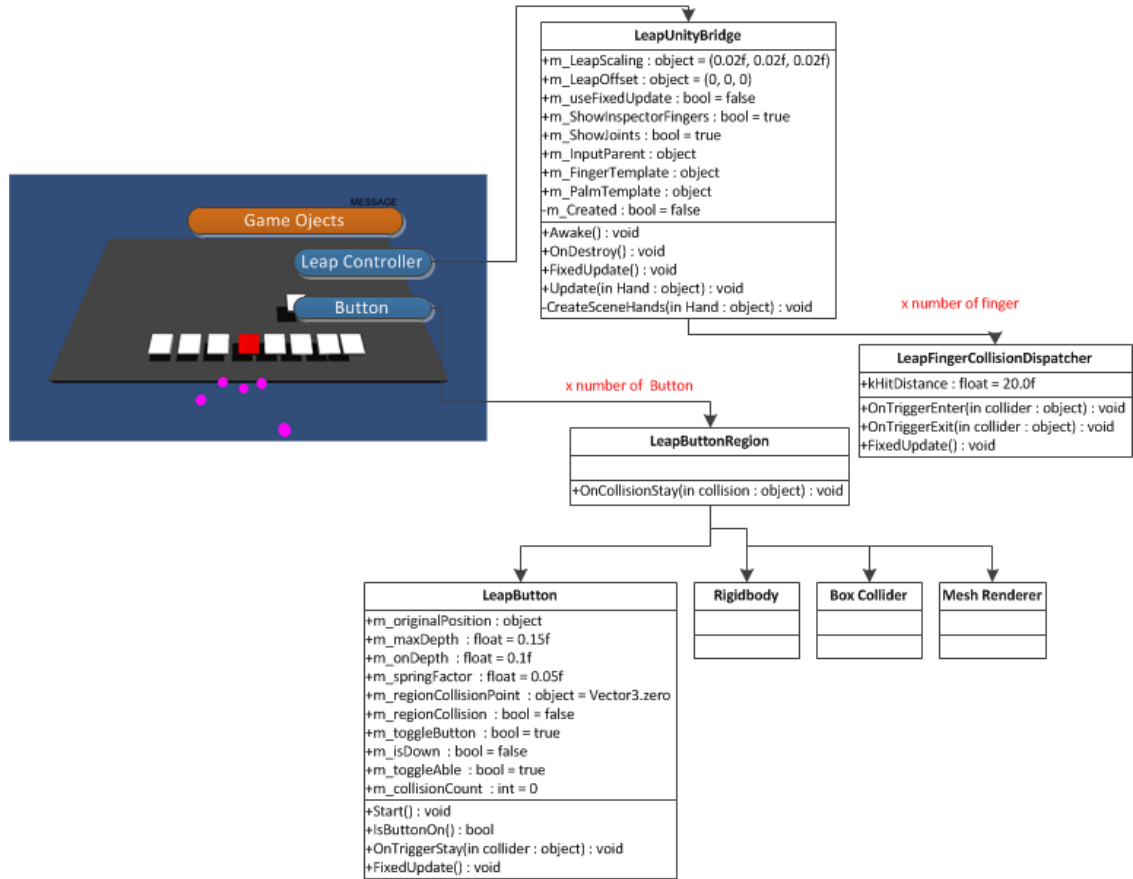 LeapUnityBridge
+m_LeapScaling : object = (0.02f, 0.02f, 0.02f)
+m_LeapOffset : object = (0, 0, 0)
+m_useFixedUpdate : bool = false
+m_ShowInspectorFingers : bool = true
+m_ShowJoints : bool = true
+m_InputParent : object
+m_FingerTemplate : object
+m_PalmTemplate : object
-m_Created : bool = false
+Awake() : void
+OnDestroy() : void
+FixedUpdate() : void
+Update(in Hand : object) : void
-CreateSceneHands(in Hand : object) : void
MESSAGE
Game Ojects
Leap Controller
Button
x number of finger
LeapFingerCollisionDispatcher
+kHitDistance : float = 20.0f
+OnTriggerEnter(in collider : object) : void
+OnTriggerExit(in collider : object) : void
+FixedUpdate() : void
x number of Button
LeapButtonRegion
+OnCollisionStay(in collision : object) : void
LeapButton
+m_originalPosition : object
+m_maxDepth : float = 0.15f
+m_onDepth : float = 0.1f
+m_springFactor : float = 0.05f
+m_regionCollisionPoint : object = Vector3.zero
+m_regionCollision : bool = false
+m_toggleButton : bool = true
+m_isDown : bool = false
+m_toggleAble : bool = true
+m_collisionCount : int = 0
+Start() : void
+IsButtonOn() : bool
+OnTriggerStay(in collider : object) : void
+FixedUpdate() : void
Rigidbody
Box Collider
Mesh Renderer